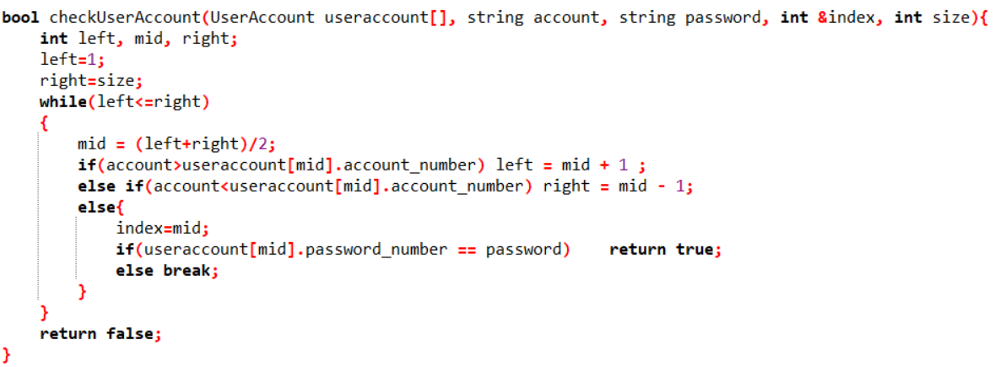 bool checkUserAccount(UserAccount useraccount[], string account, string password, int &index, int size){
    int left, mid, right;
    left=1;
    right=size;
    while(left<=right)
    {
        mid = (left+right)/2;
        if(account>useraccount[mid].account_number) left = mid + 1 ;
        else if(account<useraccount[mid].account_number) right = mid - 1;
        else{
            index=mid;
            if(useraccount[mid].password_number == password)    return true;
            else break;
        }
    }
    return false;
}